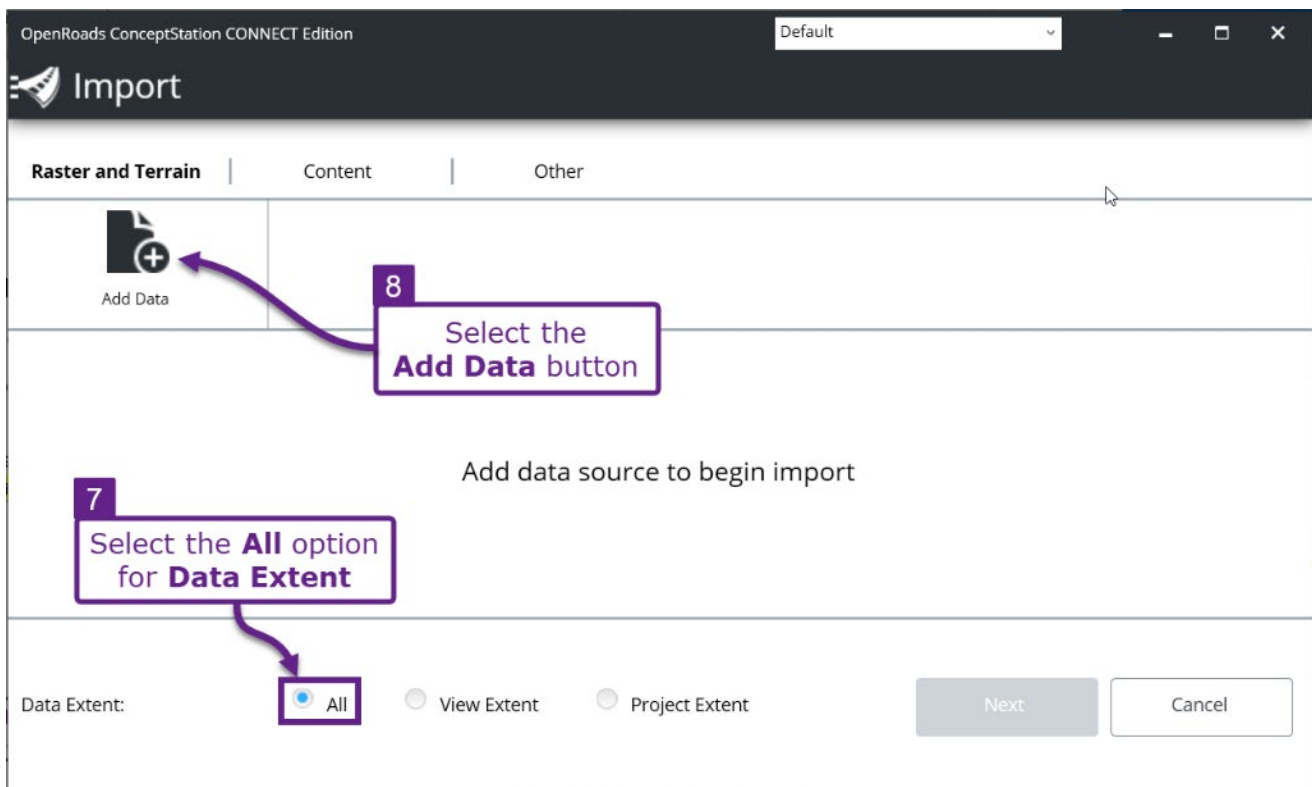 OpenRoads ConceptStation CONNECT Edition
Default
Import
Raster and Terrain
Content
Other
Add Data
8
Select the
Add Data button
Add data source to begin import
7
Select the All option
for Data Extent
Data Extent:
All
View Extent
Project Extent
Next
Cancel